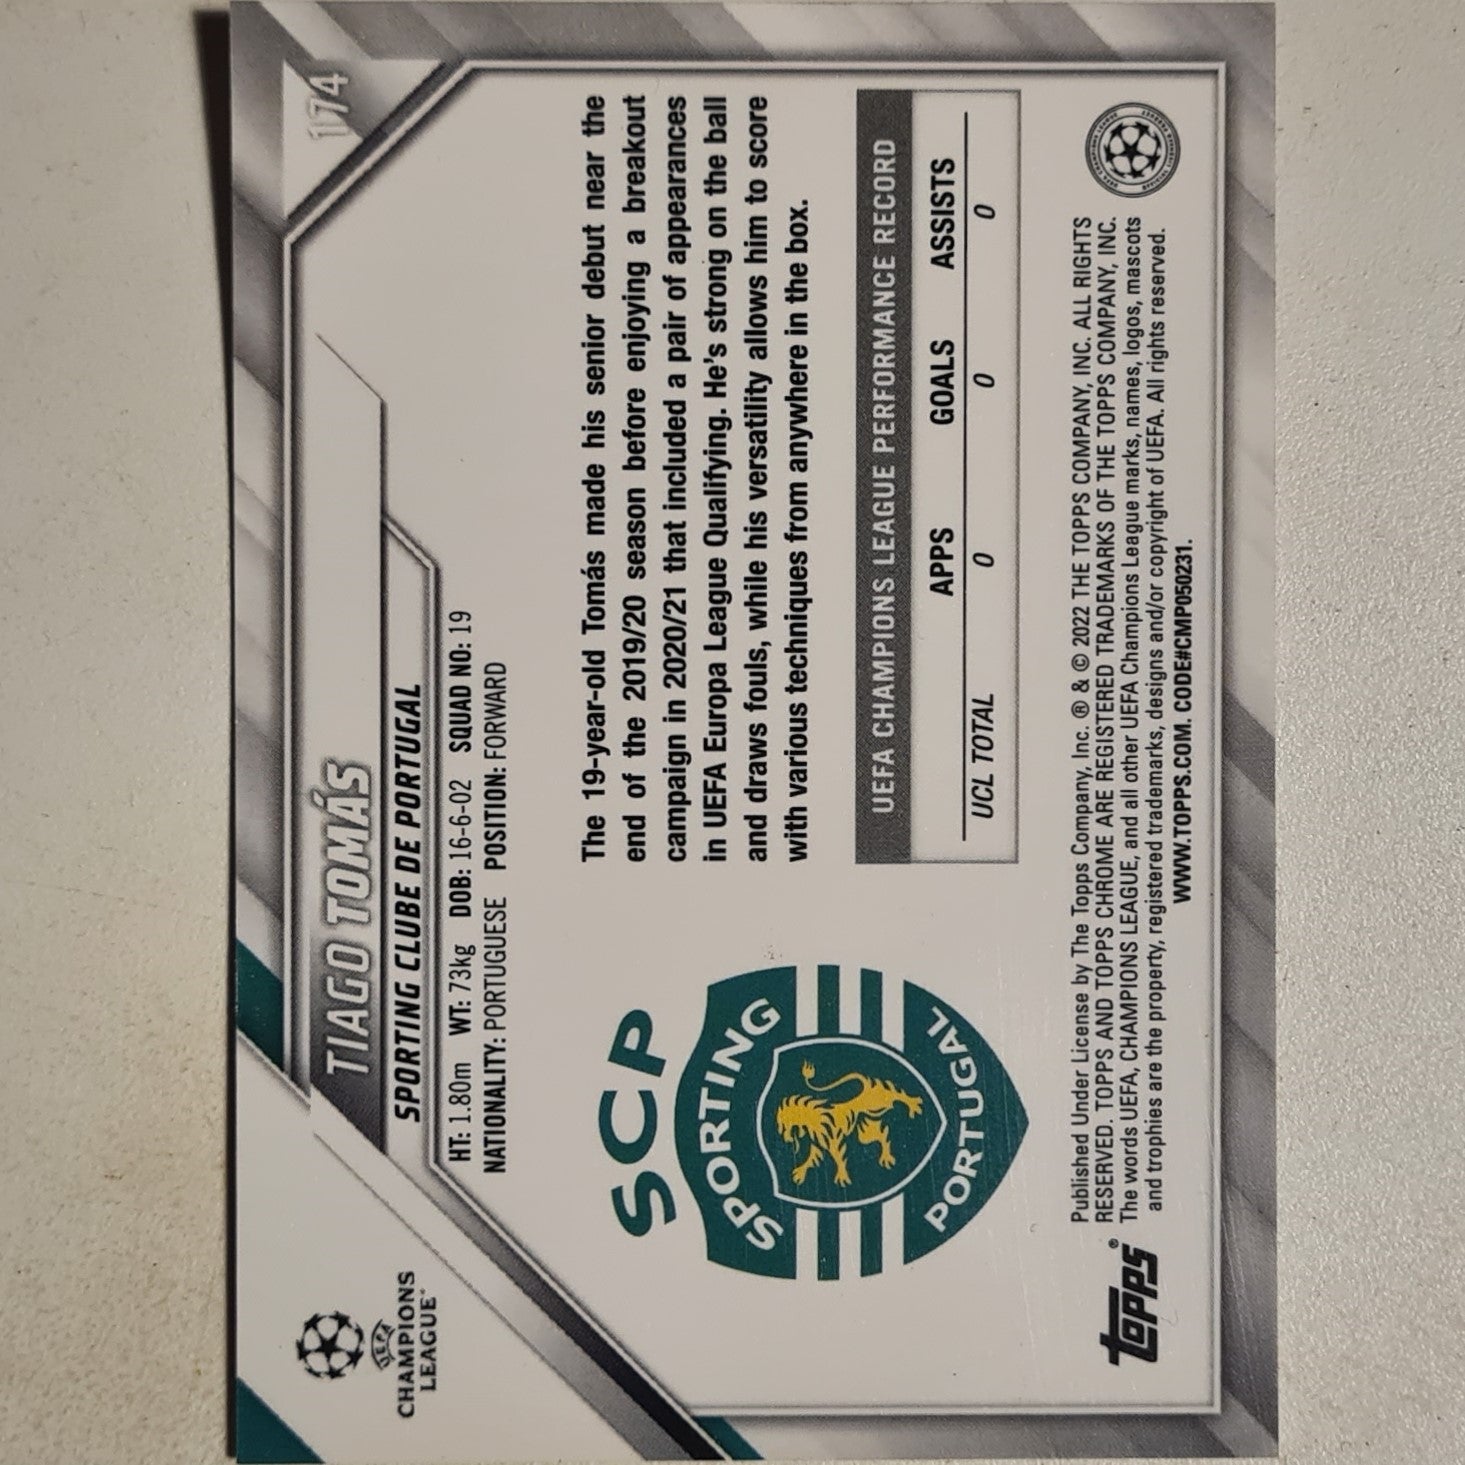 174
UEFA
CHAMPIONS
LEAGUE
TIAGO TOMÁS
SPORTING CLUBE DE PORTUGAL
HT: 1.80m WT: 73kg DOB: 16-6-02 SQUAD NO: 19
NATIONALITY: PORTUGUESE POSITION: FORWARD
SCP
SPORTING
PORTUGAL
The 19-year-old Tomás made his senior debut near the
end of the 2019/20 season before enjoying a breakout
campaign in 2020/21 that included a pair of appearances
in UEFA Europa League Qualifying. He's strong on the ball
and draws fouls, while his versatility allows him to score
with various techniques from anywhere in the box.
UEFA CHAMPIONS LEAGUE PERFORMANCE RECORD
APPS GOALS ASSISTS
UCL TOTAL 0 0 0
topps®
Published Under License by The Topps Company, Inc. ® & © 2022 THE TOPPS COMPANY, INC. ALL RIGHTS
RESERVED. TOPPS AND TOPPS CHROME ARE REGISTERED TRADEMARKS OF THE TOPPS COMPANY, INC.
The words UEFA, CHAMPIONS LEAGUE, and all other UEFA Champions League marks, names, logos, mascots
and trophies are the property, registered trademarks, designs and/or copyright of UEFA. All rights reserved.
WWW.TOPPS.COM. CODE#CMP050231.